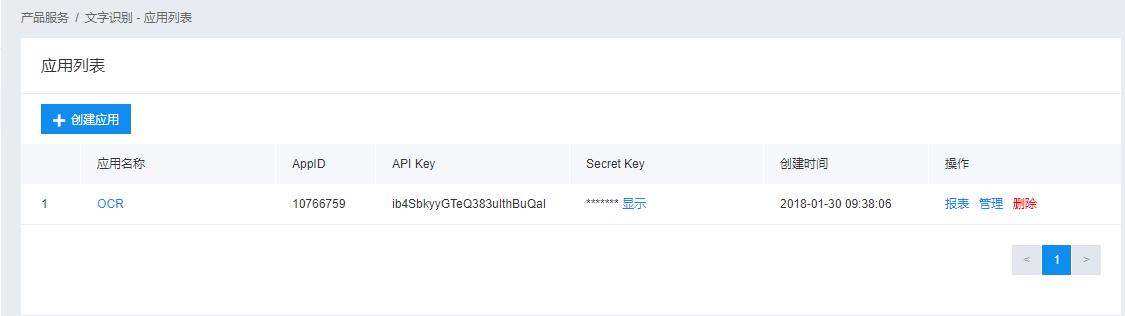 产品服务 / 文字识别 - 应用列表
应用列表
+ 创建应用
应用名称 AppID API Key Secret Key 创建时间 操作
1 OCR 10766759 ib4SbkyyGTeQ383uIthBuQaI ******* 显示 2018-01-30 09:38:06 报表 管理 删除
< 1 >